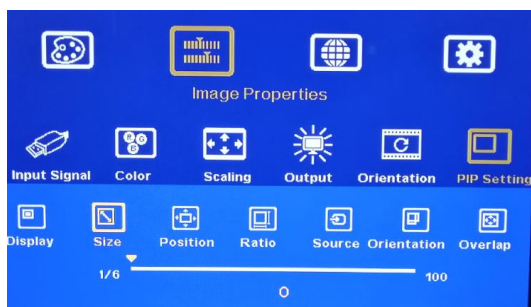 Image Properties
Input Signal Color Scaling Output Orientation PIP Setting
Display Size Position Ratio Source Orientation Overlap
1/6 100
0